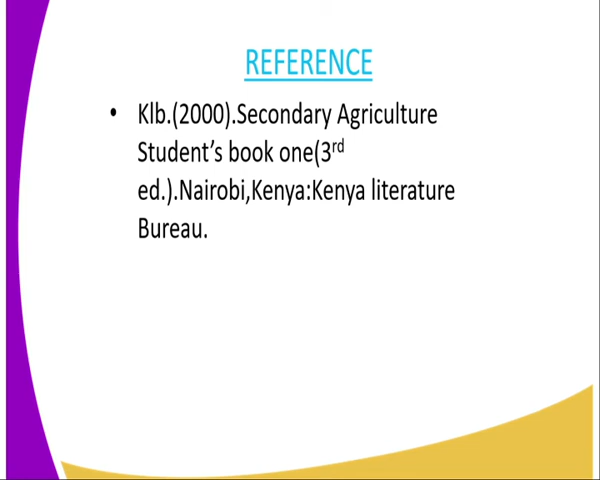 REFERENCE
• Klb.(2000).Secondary Agriculture
Student’s book one(3rd
ed.).Nairobi,Kenya:Kenya literature
Bureau.